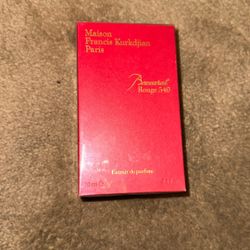 Maison
Francis Kurkdjian
Paris
Baccarat
Rouge 540
Extrait de parfum